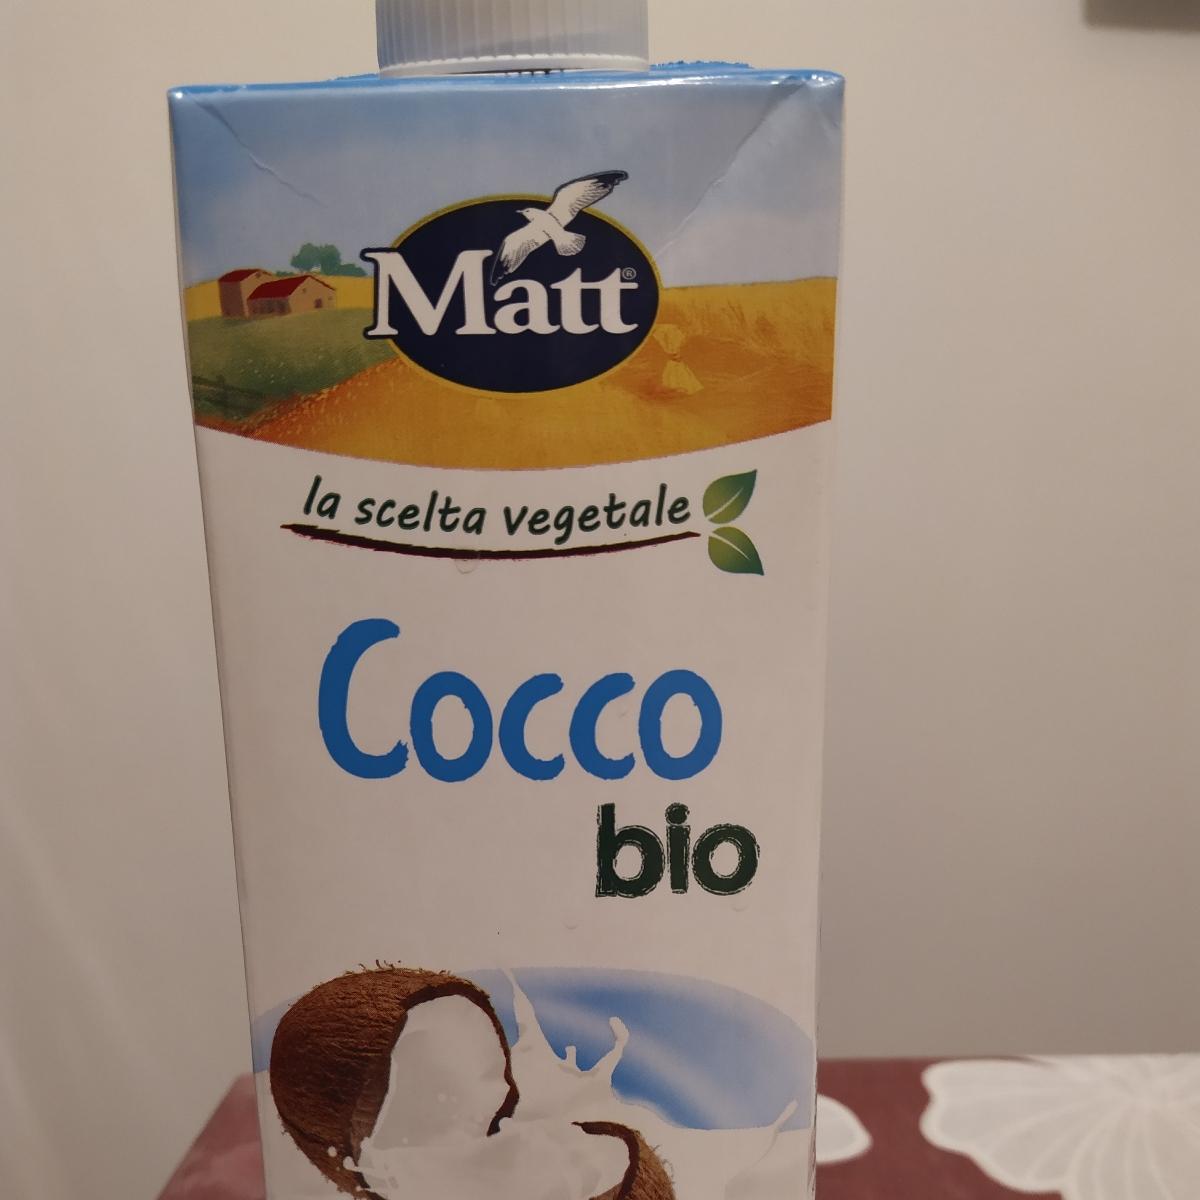 Matt®
la scelta vegetale
Cocco
bio